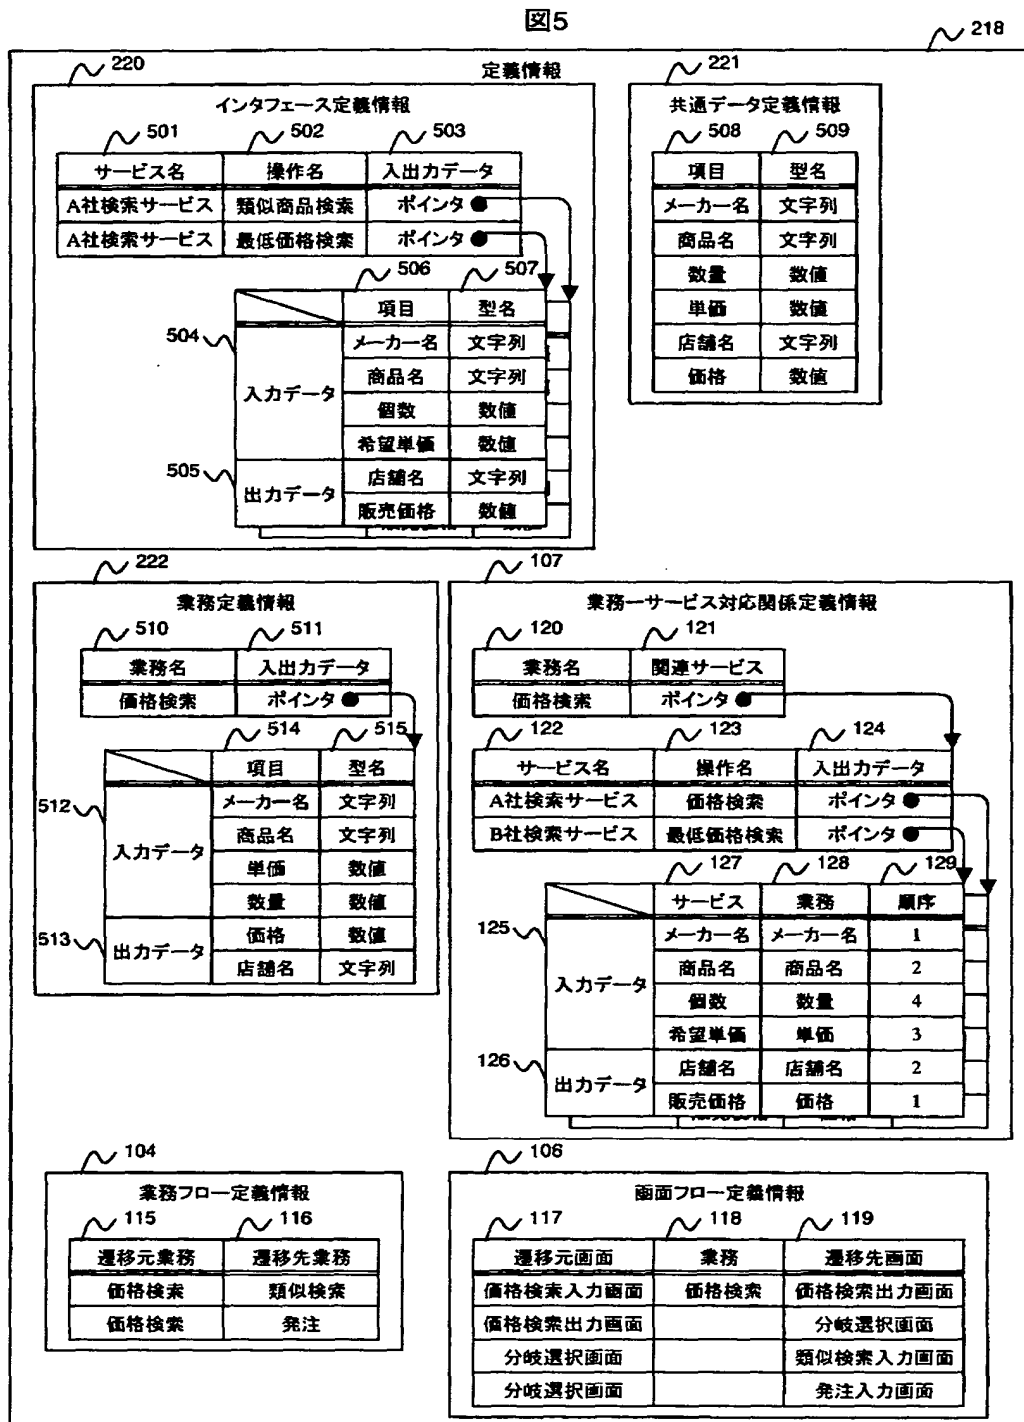 図5
218
定義情報
220
インタフェース定義情報
501 502 503
サービス名 操作名 入出力データ
A社検索サービス 類似商品検索 ポインタ
A社検索サービス 最低価格検索 ポインタ
506 507
項目 型名
504
入力データ
メーカー名 文字列
商品名 文字列
個数 数値
希望単価 数値
505
出力データ
店舗名 文字列
販売価格 数値
221
共通データ定義情報
508 509
項目 型名
メーカー名 文字列
商品名 文字列
数量 数値
単価 数値
店舗名 文字列
価格 数値
222
業務定義情報
510 511
業務名 入出力データ
価格検索 ポインタ
514 515
項目 型名
512
入力データ
メーカー名 文字列
商品名 文字列
単価 数値
数量 数値
513
出力データ
価格 数値
店舗名 文字列
107
業務ーサービス対応関係定義情報
120 121
業務名 関連サービス
価格検索 ポインタ
122 123 124
サービス名 操作名 入出力データ
A社検索サービス 価格検索 ポインタ
B社検索サービス 最低価格検索 ポインタ
127 128 129
サービス 業務 順序
125
入力データ
メーカー名 メーカー名 1
商品名 商品名 2
個数 数量 4
希望単価 単価 3
126
出力データ
店舗名 店舗名 2
販売価格 価格 1
104
業務フロー定義情報
115 116
遷移元業務 遷移先業務
価格検索 類似検索
価格検索 発注
106
画面フロー定義情報
117 118 119
遷移元画面 業務 遷移先画面
価格検索入力画面 価格検索 価格検索出力画面
価格検索出力画面 分岐選択画面
分岐選択画面 類似検索入力画面
分岐選択画面 発注入力画面